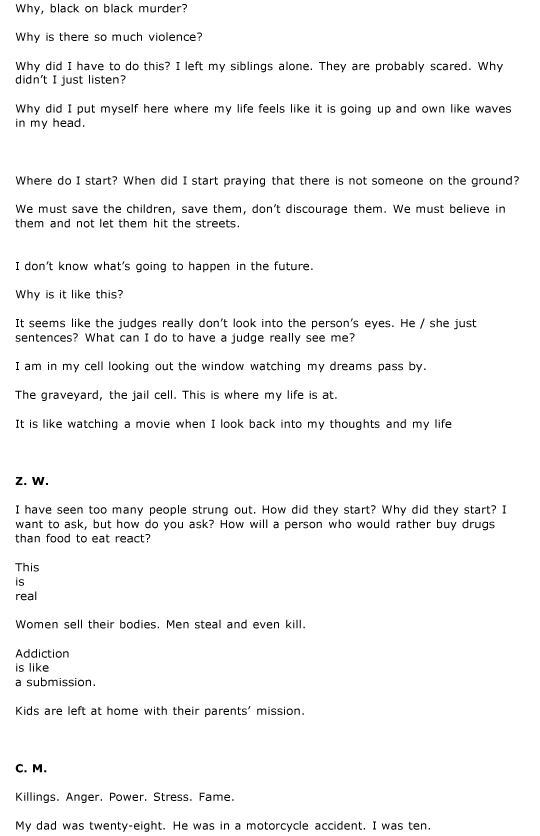 Why, black on black murder?
Why is there so much violence?
Why did I have to do this? I left my siblings alone. They are probably scared. Why
didn't I just listen?
Why did I put myself here where my life feels like it is going up and own like waves
in my head.
Where do I start? When did I start praying that there is not someone on the ground?
We must save the children, save them, don't discourage them. We must believe in
them and not let them hit the streets.
I don't know what's going to happen in the future.
Why is it like this?
It seems like the judges really don't look into the person's eyes. He / she just
sentences? What can I do to have a judge really see me?
I am in my cell looking out the window watching my dreams pass by.
The graveyard, the jail cell. This is where my life is at.
It is like watching a movie when I look back into my thoughts and my life
Z. W.
I have seen too many people strung out. How did they start? Why did they start? I
want to ask, but how do you ask? How will a person who would rather buy drugs
than food to eat react?
This
is
real
Women sell their bodies. Men steal and even kill.
Addiction
is like
a submission.
Kids are left at home with their parents' mission.
C. M.
Killings. Anger. Power. Stress. Fame.
My dad was twenty-eight. He was in a motorcycle accident. I was ten.